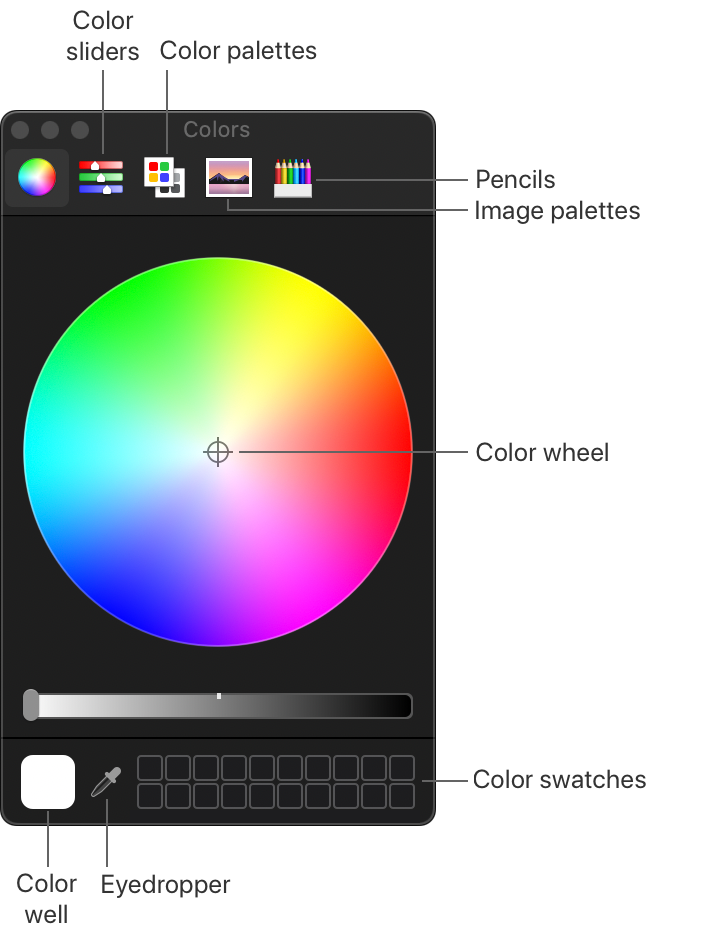 Color
sliders
Color palettes
Colors
Pencils
Image palettes
Color wheel
Color swatches
Color
well
Eyedropper